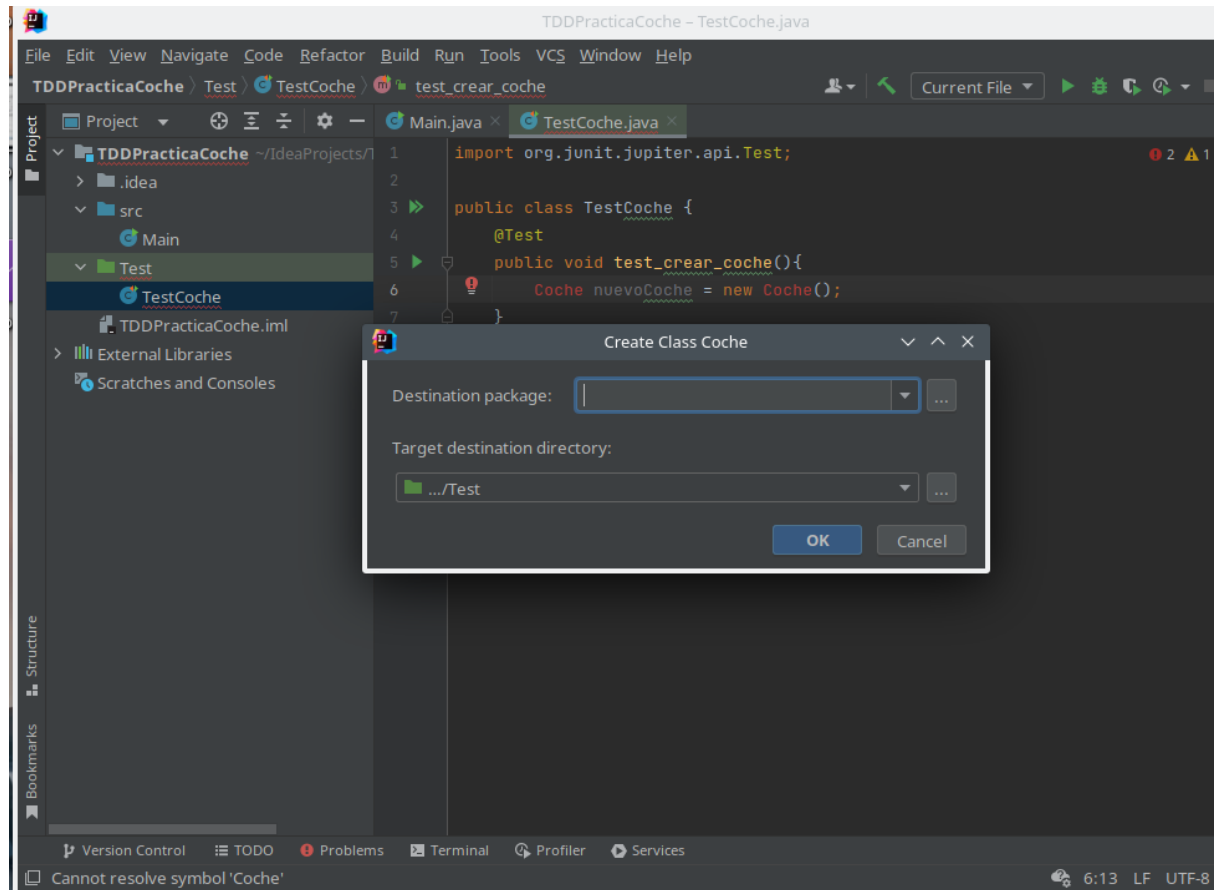 TDDPracticaCoche – TestCoche.java
File Edit View Navigate Code Refactor Build Run Tools VCS Window Help
TDDPracticaCoche Test TestCoche test_crear_coche Current File
Project Main.java TestCoche.java
Project
TDDPracticaCoche ~/IdeaProjects/
.idea
src
Main
Test
TestCoche
TDDPracticaCoche.iml
External Libraries
Scratches and Consoles
1 import org.junit.jupiter.api.Test; 2 1
2
3 public class TestCoche {
4 @Test
5 public void test_crear_coche(){
6 Coche nuevoCoche = new Coche();
7 }
Create Class Coche
Destination package: ...
Target destination directory:
.../Test ...
OK Cancel
Structure
Bookmarks
Version Control TODO Problems Terminal Profiler Services
Cannot resolve symbol 'Coche' 6:13 LF UTF-8